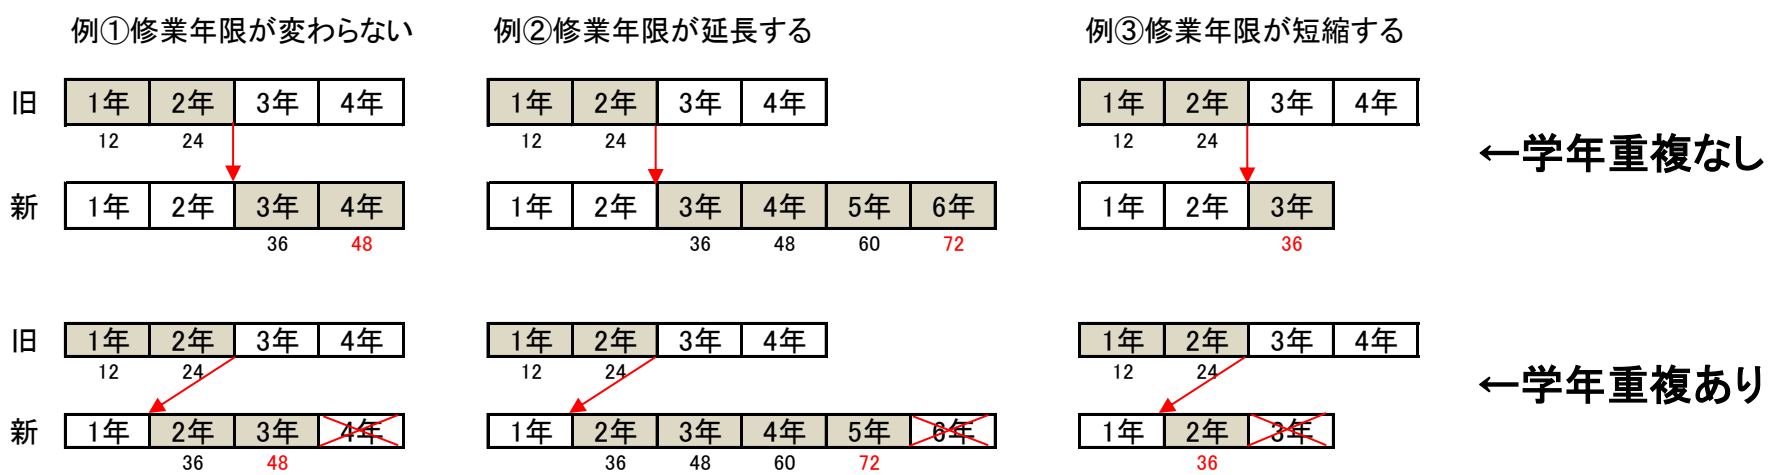 例①修業年限が変わらない 例②修業年限が延長する 例③修業年限が短縮する
旧 1年 2年 3年 4年 1年 2年 3年 4年 1年 2年 3年 4年
12 24 12 24 12 24
←学年重複なし
新 1年 2年 3年 4年 1年 2年 3年 4年 5年 6年 1年 2年 3年
36 48 36 48 60 72 36
旧 1年 2年 3年 4年 1年 2年 3年 4年 1年 2年 3年 4年
12 24 12 24 12 24
←学年重複あり
新 1年 2年 3年 4年 1年 2年 3年 4年 5年 6年 1年 2年 3年
36 48 36 48 60 72 36